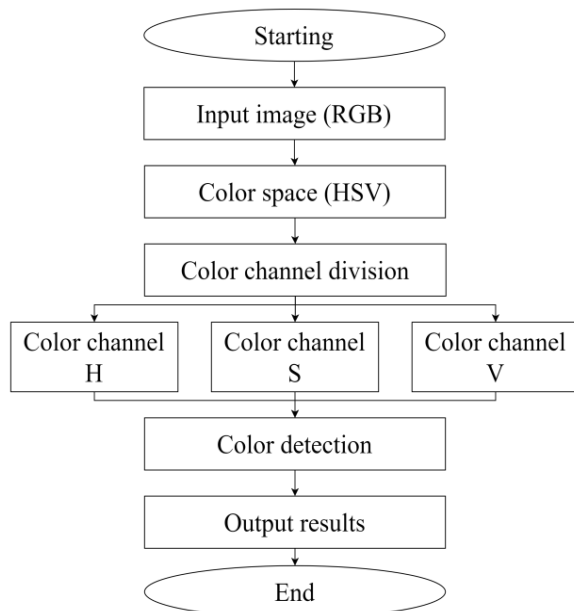 Starting
Input image (RGB)
Color space (HSV)
Color channel division
Color channel
H
Color channel
S
Color channel
V
Color detection
Output results
End